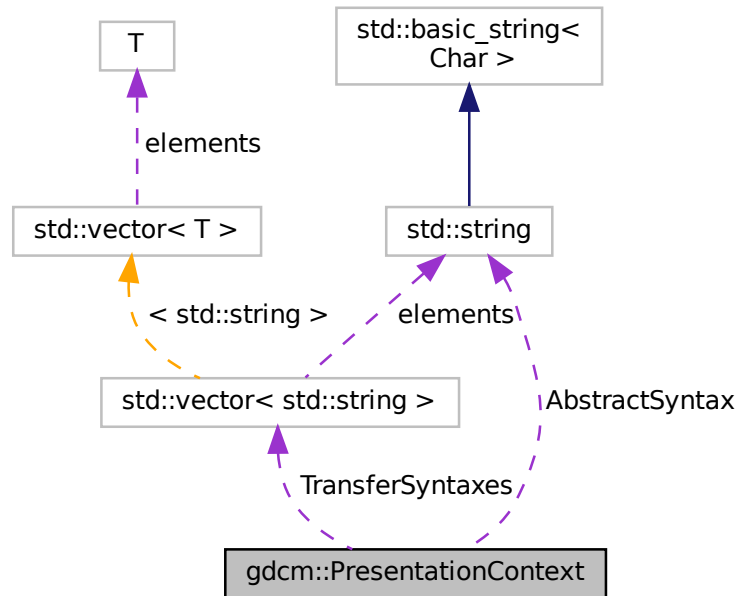 T
std::basic_string<
Char >
elements
std::vector< T >
std::string
< std::string >
elements
std::vector< std::string >
AbstractSyntax
TransferSyntaxes
gdcm::PresentationContext